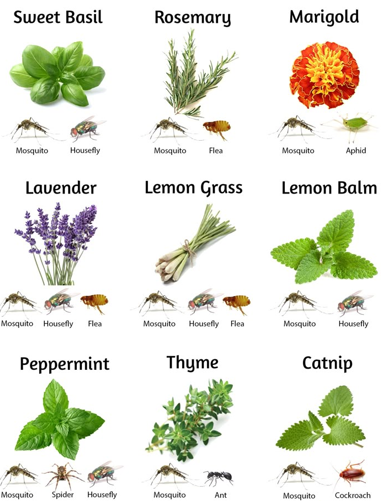 Sweet Basil Rosemary Marigold
Mosquito Housefly Mosquito Flea Mosquito Aphid
Lavender Lemon Grass Lemon Balm
Mosquito Housefly Flea Mosquito Housefly Flea Mosquito Housefly
Peppermint Thyme Catnip
Mosquito Spider Housefly Mosquito Ant Mosquito Cockroach